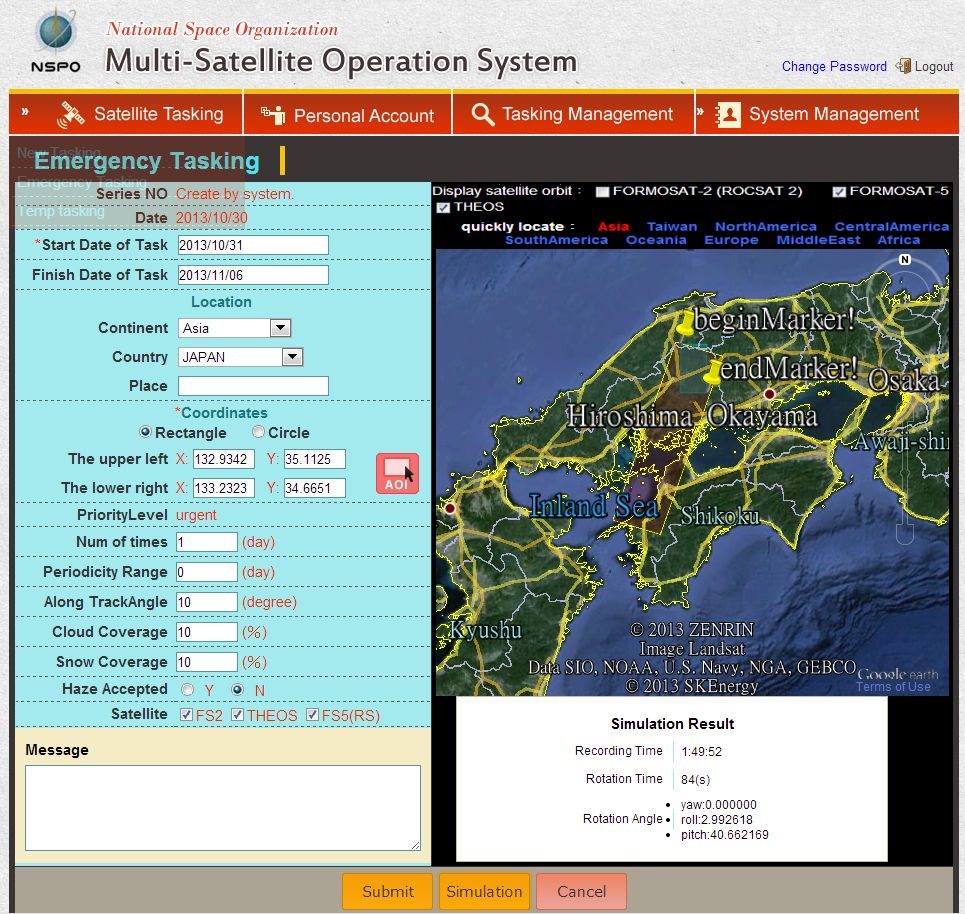 National Space Organization
NSPO
Multi-Satellite Operation System
Change Password Logout
» Satellite Tasking Personal Account Tasking Management » System Management
New Tasking
Emergency Tasking
Emergency Tasking
Temp tasking
Series NO Create by system.
Date 2013/10/30
*Start Date of Task 2013/10/31
Finish Date of Task 2013/11/06
Location
Continent Asia
Country JAPAN
Place
*Coordinates
Rectangle Circle
The upper left X: 132.9342 Y: 35.1125
The lower right X: 133.2323 Y: 34.6651
AOI
PriorityLevel urgent
Num of times 1 (day)
Periodicity Range 0 (day)
Along TrackAngle 10 (degree)
Cloud Coverage 10 (%)
Snow Coverage 10 (%)
Haze Accepted Y N
Satellite FS2 THEOS FS5(RS)
Message
Display satellite orbit : FORMOSAT-2 (ROCSAT 2) FORMOSAT-5
THEOS
quickly locate : Asia Taiwan NorthAmerica CentralAmerica
SouthAmerica Oceania Europe MiddleEast Africa
N
beginMarker!
endMarker!
Osaka
Hiroshima Okayama
Awaji-shi
Inland Sea
Shikoku
Kyushu
© 2013 ZENRIN
Image Landsat
Data SIO, NOAA, U.S. Navy, NGA, GEBCO
© 2013 SKEnergy
Google earth
Terms of Use
Simulation Result
Recording Time 1:49:52
Rotation Time 84(s)
Rotation Angle
• yaw:0.000000
• roll:2.992618
• pitch:40.662169
Submit Simulation Cancel